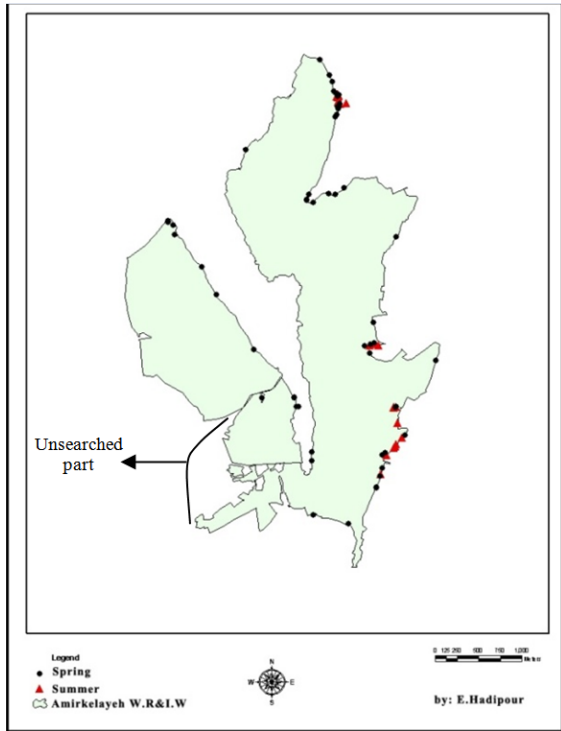 Unsearched
part
Legend
Spring
Summer
Amirkelayeh W.R&I.W
N
W E
S
0 125 250 500 750 1,000
by: E.Hadipour